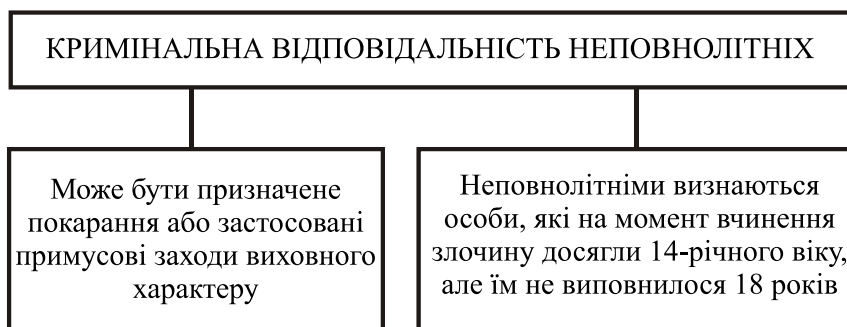 КРИМІНАЛЬНА ВІДПОВІДАЛЬНІСТЬ НЕПОВНОЛІТНІХ
Може бути призначене
покарання або застосовані
примусові заходи виховного
характеру
Неповнолітніми визнаються
особи, які на момент вчинення
злочину досягли 14-річного віку,
але їм не виповнилося 18 років